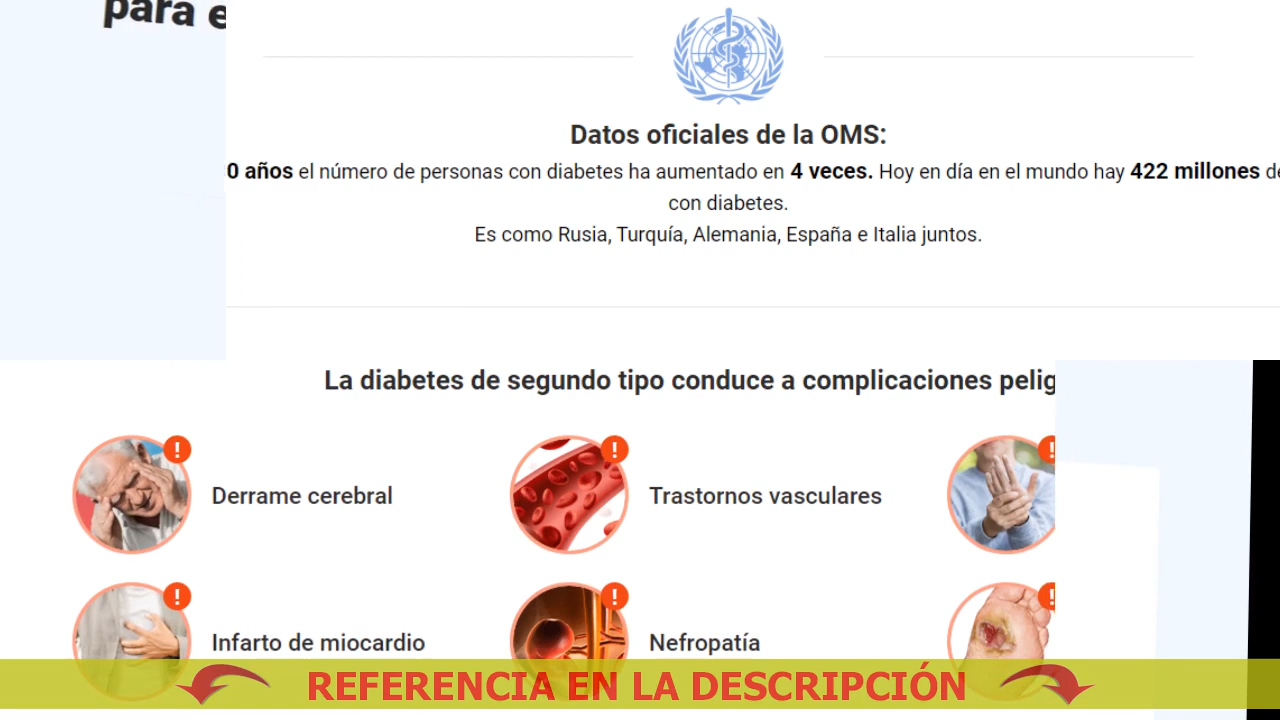 para e
Datos oficiales de la OMS:
0 años el número de personas con diabetes ha aumentado en 4 veces. Hoy en día en el mundo hay 422 millones de
con diabetes.
Es como Rusia, Turquía, Alemania, España e Italia juntos.
La diabetes de segundo tipo conduce a complicaciones pelig
Derrame cerebral
Trastornos vasculares
Infarto de miocardio
Nefropatía
REFERENCIA EN LA DESCRIPCIÓN